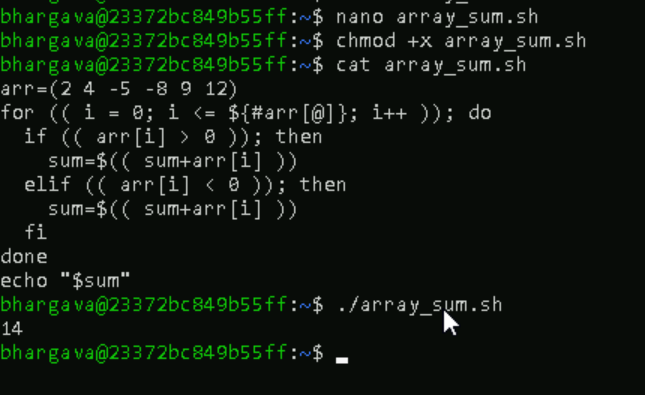 bhargava@23372bc849b55ff:~$ nano array_sum.sh
bhargava@23372bc849b55ff:~$ chmod +x array_sum.sh
bhargava@23372bc849b55ff:~$ cat array_sum.sh
arr=(2 4 -5 -8 9 12)
for (( i = 0; i <= ${#arr[@]}; i++ )); do
  if (( arr[i] > 0 )); then
    sum=$(( sum+arr[i] ))
  elif (( arr[i] < 0 )); then
    sum=$(( sum+arr[i] ))
  fi
done
echo "$sum"
bhargava@23372bc849b55ff:~$ ./array_sum.sh
14
bhargava@23372bc849b55ff:~$